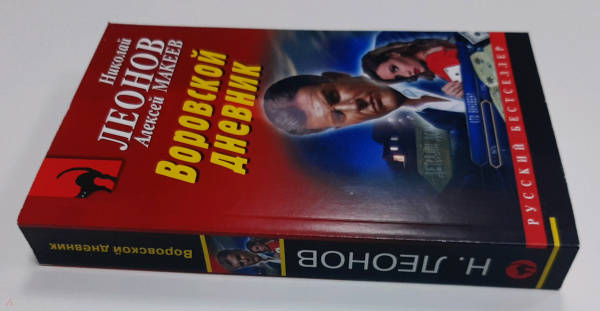 Николай
ЛЕОНОВ
Алексей МАКЕЕВ
Воровской
дневник
РУССКИЙ БЕСТСЕЛЛЕР
Н. ЛЕОНОВ
Воровской дневник